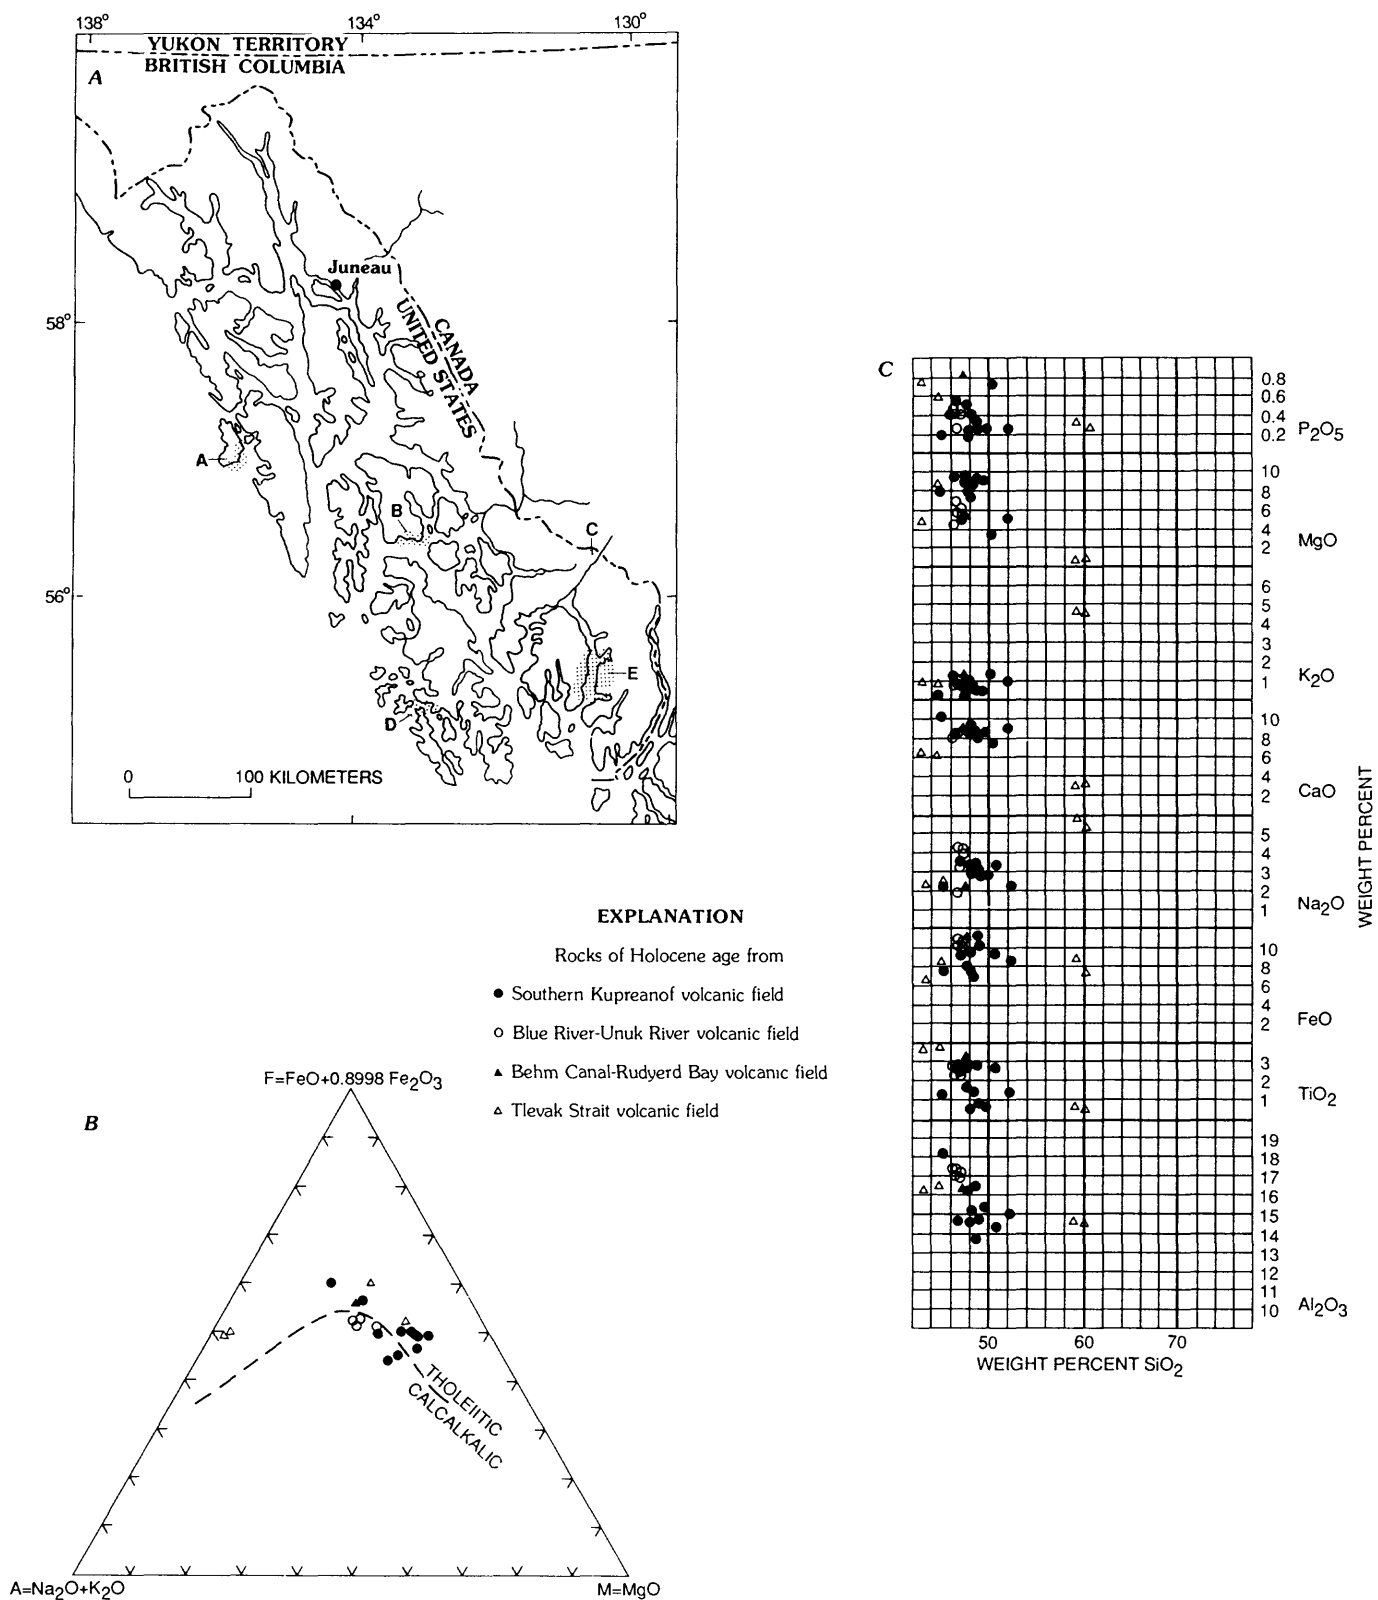 138° 134° 130°
YUKON TERRITORY
BRITISH COLUMBIA
A
Juneau
58°
CANADA
UNITED STATES
A
B
C
56°
E
D
0 100 KILOMETERS
EXPLANATION
Rocks of Holocene age from
● Southern Kupreanof volcanic field
○ Blue River-Unuk River volcanic field
▲ Behm Canal-Rudyerd Bay volcanic field
△ Tlevak Strait volcanic field
B
F=FeO+0.8998 Fe₂O₃
THOLEIITIC
CALCALKALIC
A=Na₂O+K₂O M=MgO
C
0.8
0.6
0.4
0.2 P₂O₅
10
8
6
4
2 MgO
6
5
4
3
2
1 K₂O
10
8
6
4
2 CaO
5
4
3
2
1 Na₂O
10
8
6
4
2 FeO
3
2
1 TiO₂
19
18
17
16
15
14
13
12
11
10 Al₂O₃
WEIGHT PERCENT
50 60 70
WEIGHT PERCENT SiO₂